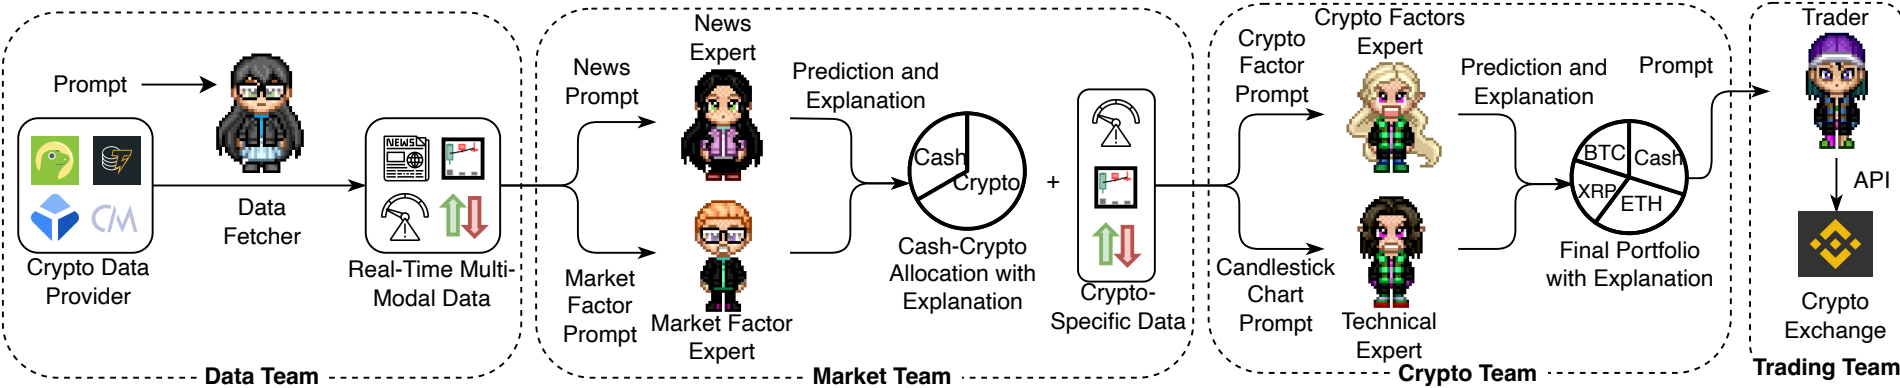 Prompt
Data
Fetcher
Crypto Data
Provider
NEWS
Real-Time Multi-
Modal Data
Data Team
News
Prompt
News
Expert
Market
Factor
Prompt
Market Factor
Expert
Prediction and
Explanation
Cash
Crypto
Cash-Crypto
Allocation with
Explanation
+
Crypto-
Specific Data
Market Team
Crypto
Factor
Prompt
Crypto Factors
Expert
Candlestick
Chart
Prompt
Technical
Expert
Prediction and
Explanation
BTC
Cash
XRP
ETH
Final Portfolio
with Explanation
Crypto Team
Prompt
Trader
API
Crypto
Exchange
Trading Team
CM